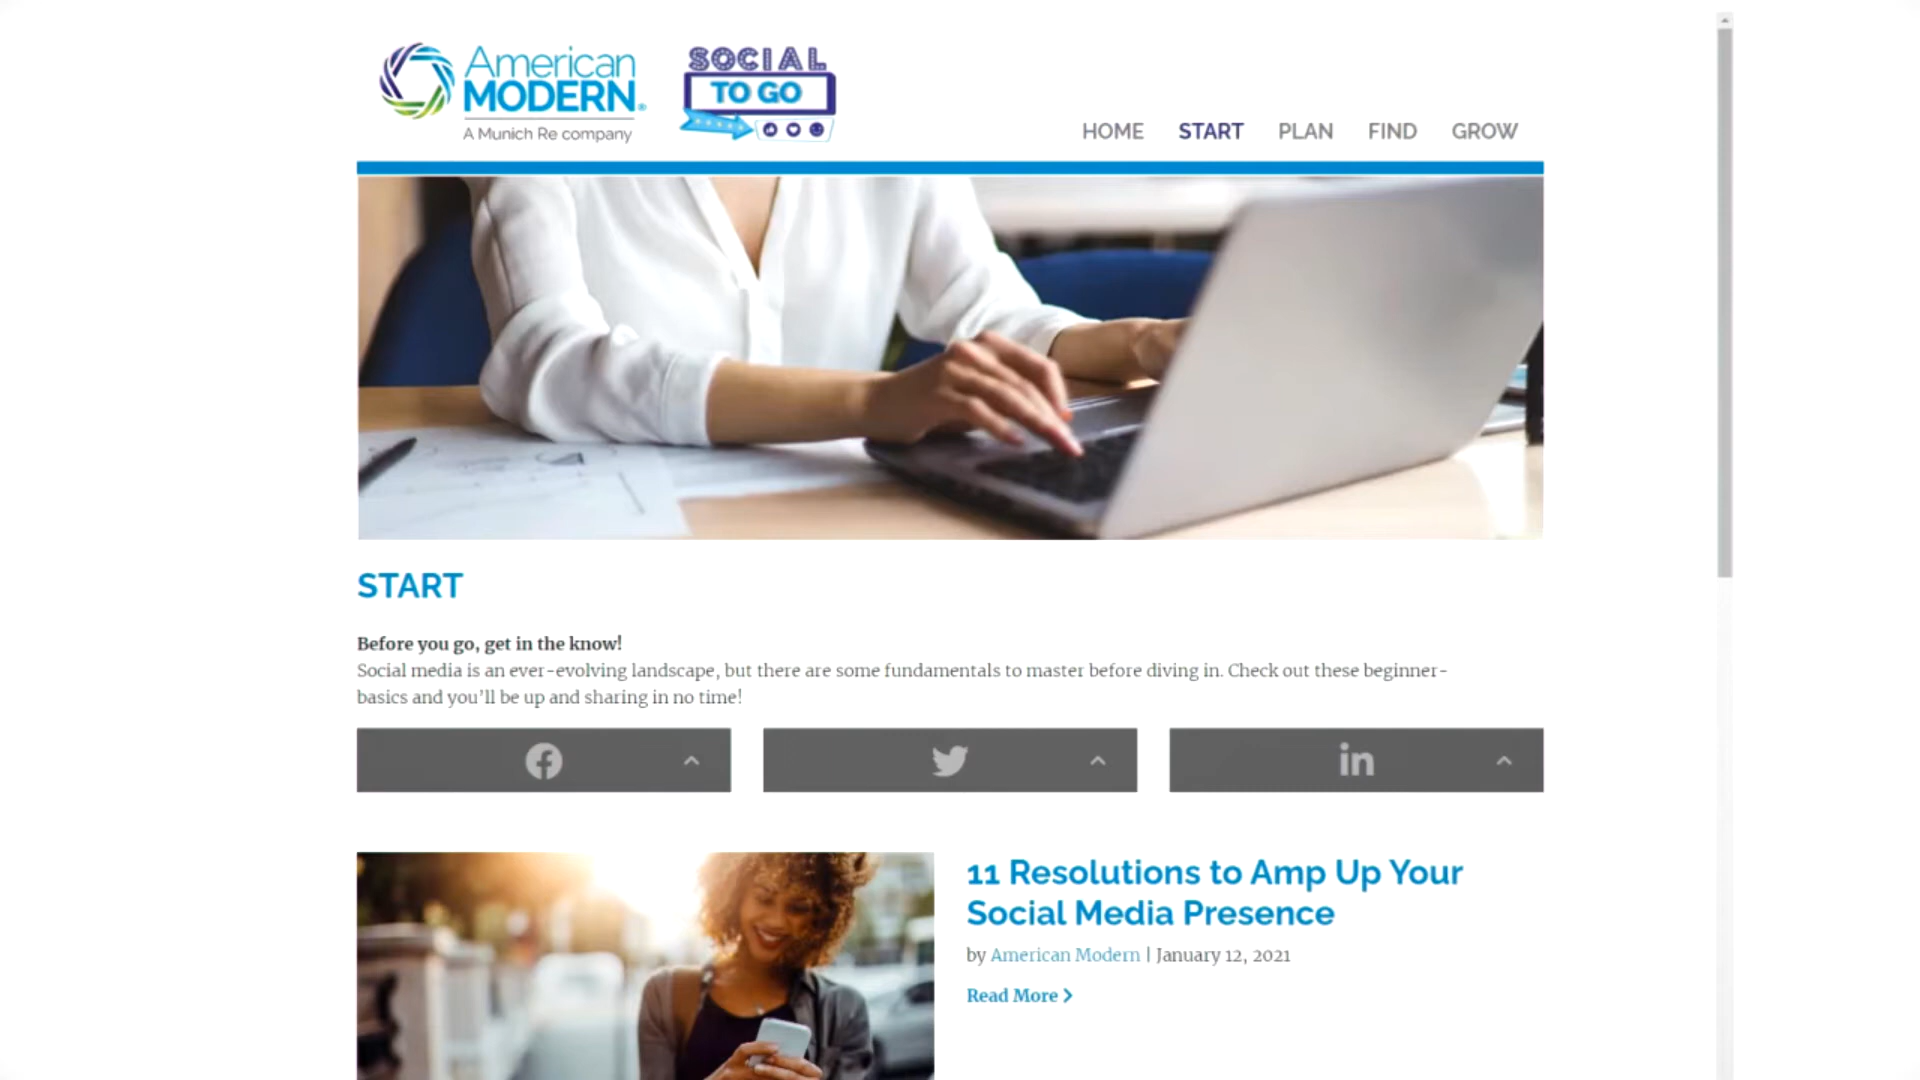 American
MODERN®
A Munich Re company
SOCIAL
TO GO
HOME START PLAN FIND GROW
START
Before you go, get in the know!
Social media is an ever-evolving landscape, but there are some fundamentals to master before diving in. Check out these beginner-
basics and you'll be up and sharing in no time!
in
11 Resolutions to Amp Up Your
Social Media Presence
by American Modern | January 12, 2021
Read More >